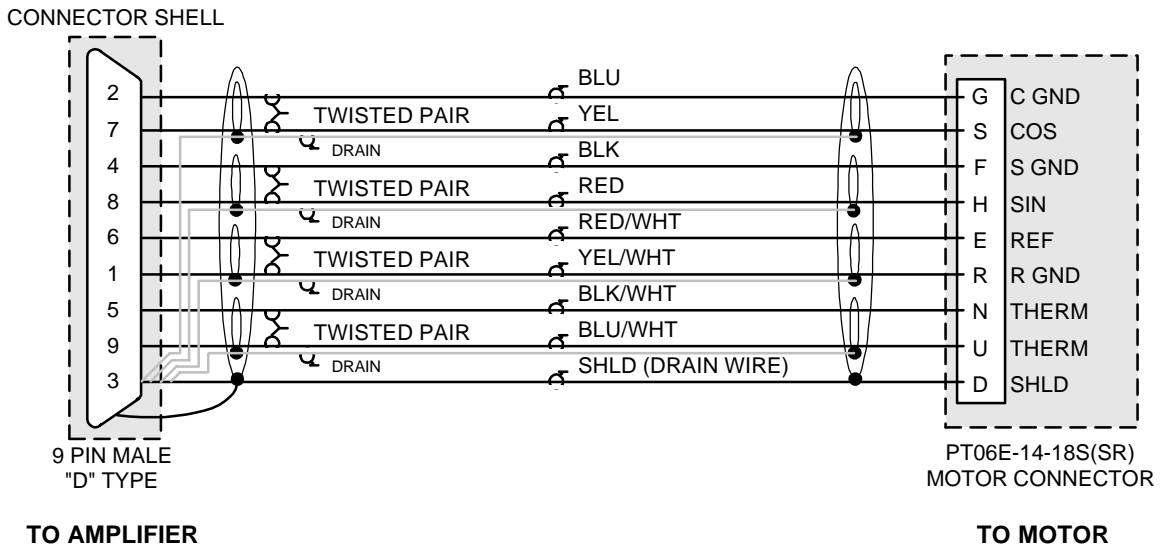 CONNECTOR SHELL
2 BLU G C GND
TWISTED PAIR
7 YEL S COS
DRAIN
4 BLK F S GND
TWISTED PAIR
8 RED H SIN
DRAIN
6 RED/WHT E REF
TWISTED PAIR
1 YEL/WHT R R GND
DRAIN
5 BLK/WHT N THERM
TWISTED PAIR
9 BLU/WHT U THERM
DRAIN
3 SHLD (DRAIN WIRE) D SHLD
9 PIN MALE
"D" TYPE
PT06E-14-18S(SR)
MOTOR CONNECTOR
TO AMPLIFIER
TO MOTOR